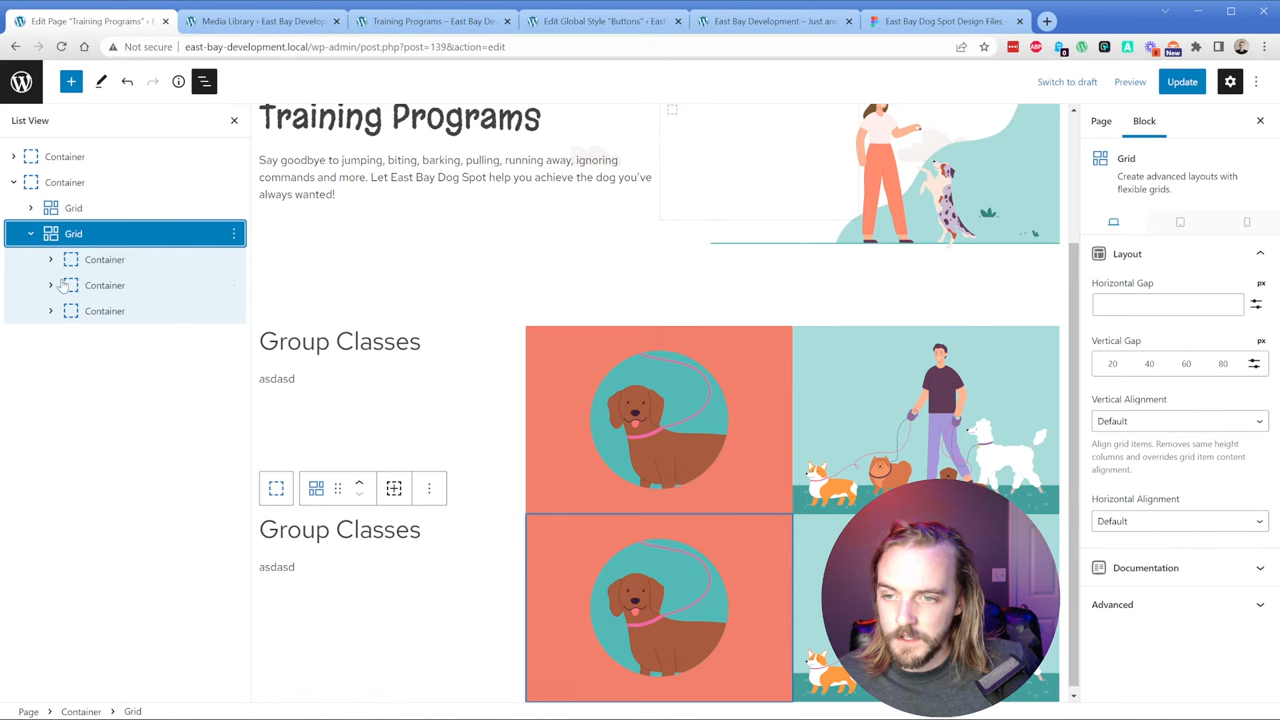 Edit Page "Training Programs" ‹ E
Media Library ‹ East Bay Develop
Training Programs – East Bay De
Edit Global Style "Buttons" ‹ East
East Bay Development – Just ano
East Bay Dog Spot Design Files –
Not secure
east-bay-development.local/wp-admin/post.php?post=139&action=edit
New
Switch to draft
Preview
Update
List View
Container
Container
Grid
Grid
Container
Container
Container
Training Programs
Say goodbye to jumping, biting, barking, pulling, running away, ignoring
commands and more. Let East Bay Dog Spot help you achieve the dog you've
always wanted!
Group Classes
asdasd
Group Classes
asdasd
Page
Block
Grid
Create advanced layouts with
flexible grids.
Layout
Horizontal Gap
px
Vertical Gap
px
20 40 60 80
Vertical Alignment
Default
Align grid items. Removes same height
columns and overrides grid item content
alignment.
Horizontal Alignment
Default
Documentation
Advanced
Page › Container › Grid